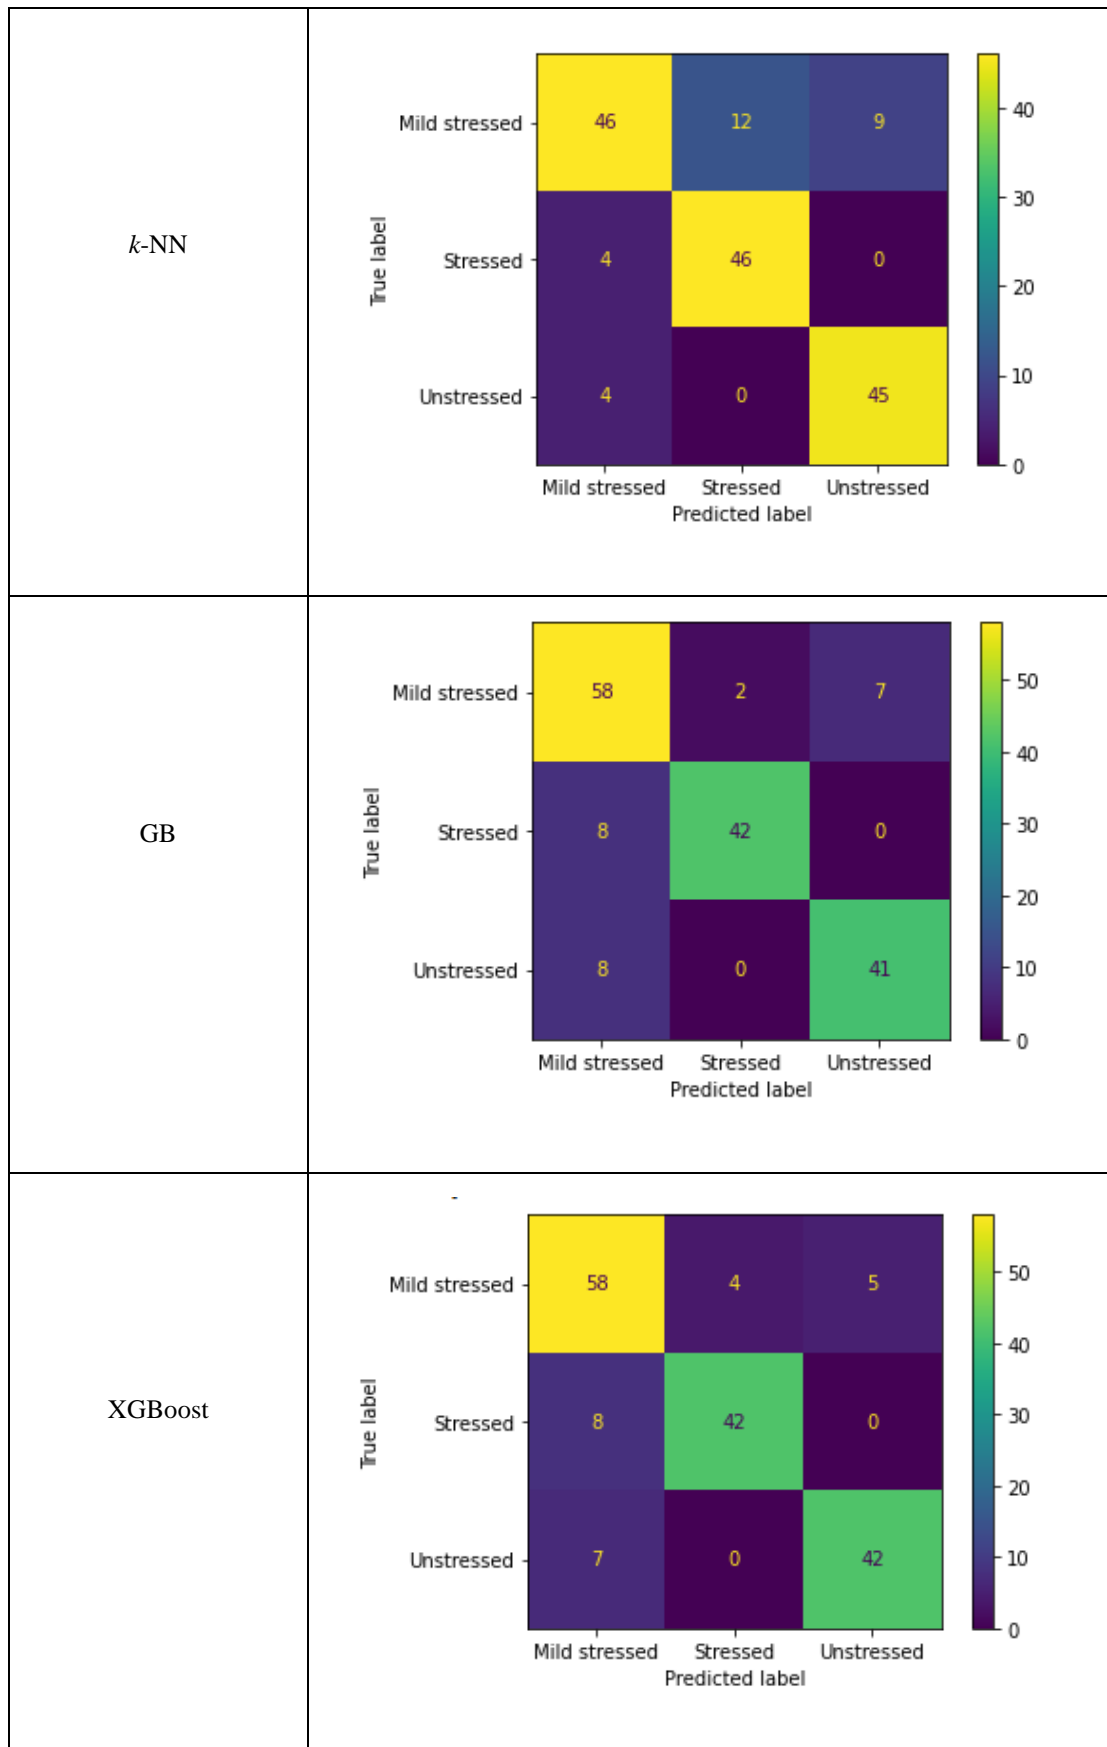 k-NN
Mild stressed 46 12 9
Stressed 4 46 0
Unstressed 4 0 45
Mild stressed Stressed Unstressed
Predicted label
True label
40
30
20
10
0
GB
Mild stressed 58 2 7
Stressed 8 42 0
Unstressed 8 0 41
Mild stressed Stressed Unstressed
Predicted label
True label
50
40
30
20
10
0
XGBoost
Mild stressed 58 4 5
Stressed 8 42 0
Unstressed 7 0 42
Mild stressed Stressed Unstressed
Predicted label
True label
50
40
30
20
10
0